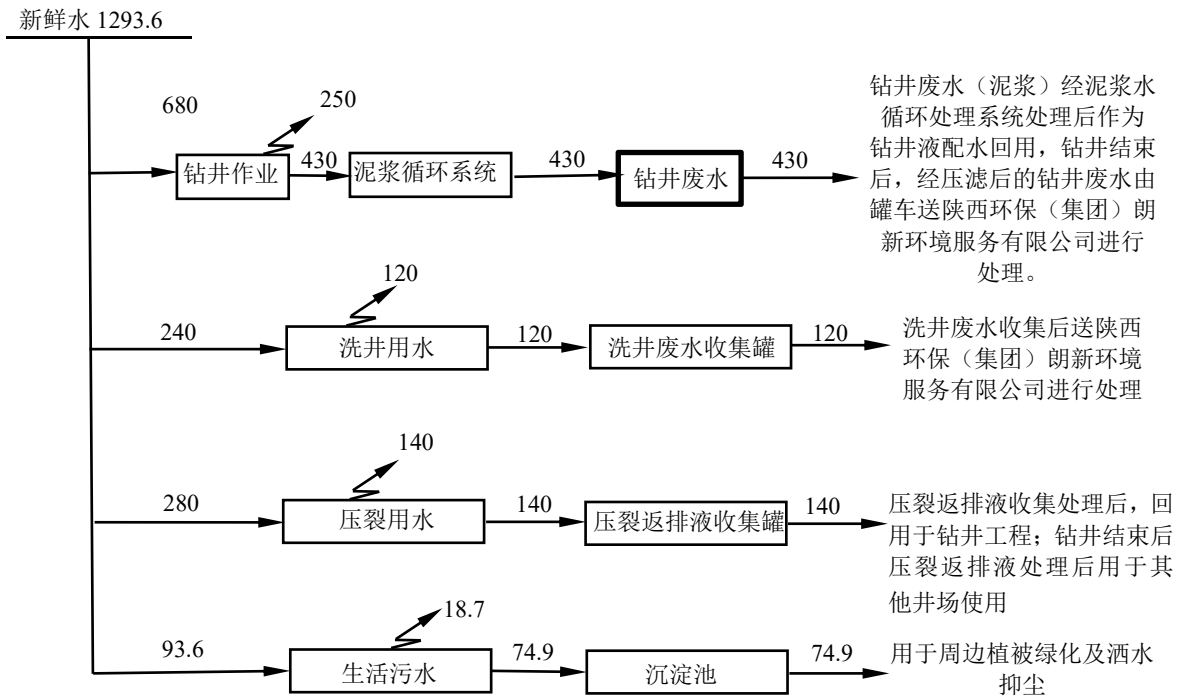 新鲜水 1293.6
680
250
钻井作业
430
泥浆循环系统
430
钻井废水
430
钻井废水（泥浆）经泥浆水
循环处理系统处理后作为
钻井液配水回用，钻井结束
后，经压滤后的钻井废水由
罐车送陕西环保（集团）朗
新环境服务有限公司进行
处理。
240
120
洗井用水
120
洗井废水收集罐
120
洗井废水收集后送陕西
环保（集团）朗新环境
服务有限公司进行处理
280
140
压裂用水
140
压裂返排液收集罐
140
压裂返排液收集处理后，回
用于钻井工程；钻井结束后
压裂返排液处理后用于其
他井场使用
93.6
18.7
生活污水
74.9
沉淀池
74.9
用于周边植被绿化及洒水
抑尘